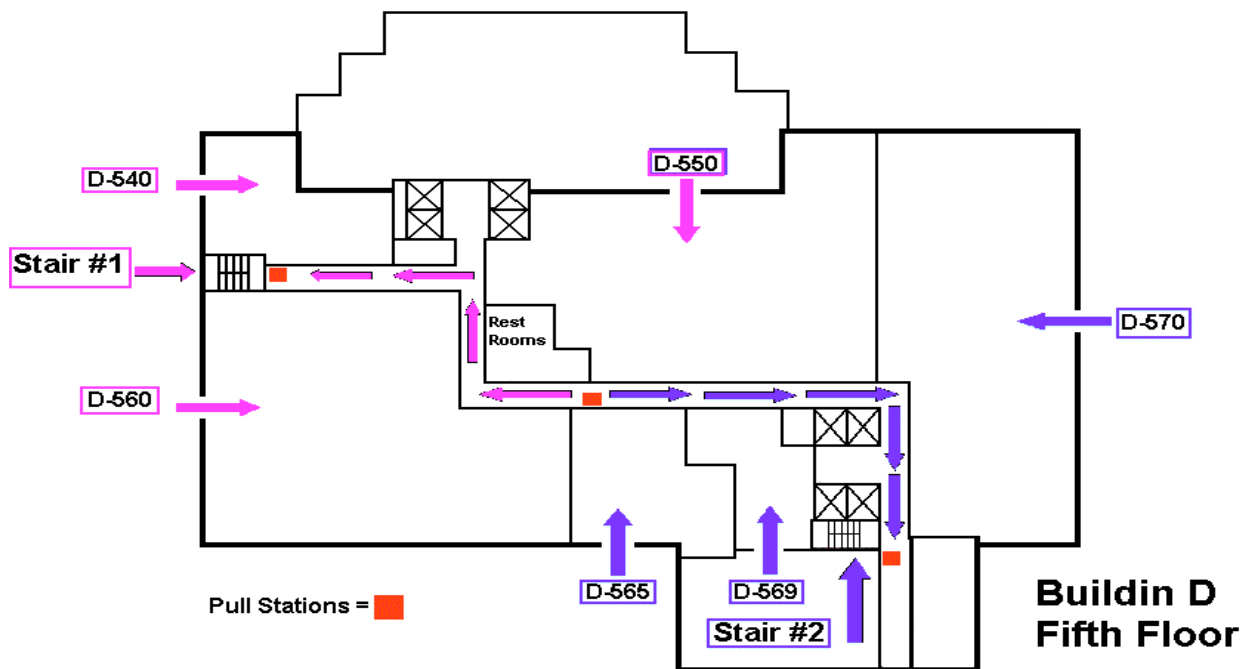 D-550
D-540
Stair #1
Rest
Rooms
D-570
D-560
Pull Stations =
D-565
D-569
Stair #2
Buildin D
Fifth Floor